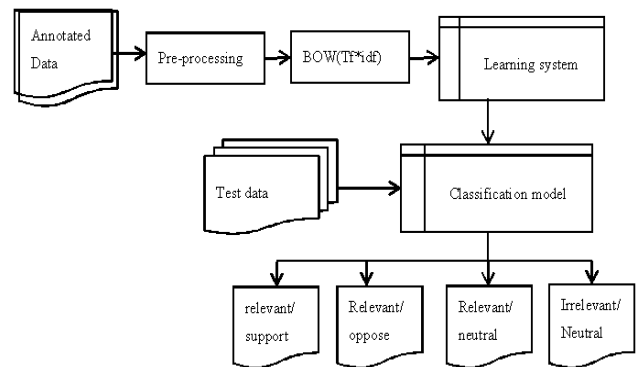 Annotated
Data
Pre-processing
BOW(Tf*idf)
Learning system
Test data
Classification model
relevant/
support
Relevant/
oppose
Relevant/
neutral
Irrelevant/
Neutral